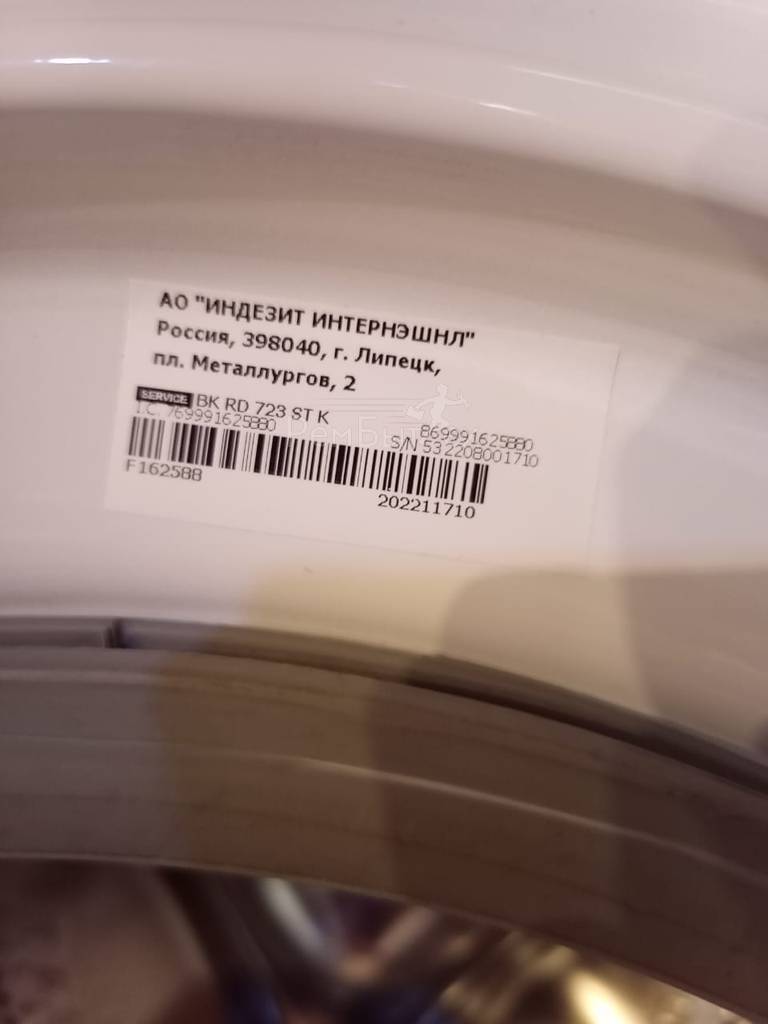 АО "ИНДЕЗИТ ИНТЕРНЭШНЛ"
Россия, 398040, г. Липецк,
пл. Металлургов, 2
SERVICE BK RD 723 ST K
869991625880
I.C. 769991625880
S/N 532208001710
F162588
202211710
РемБыт